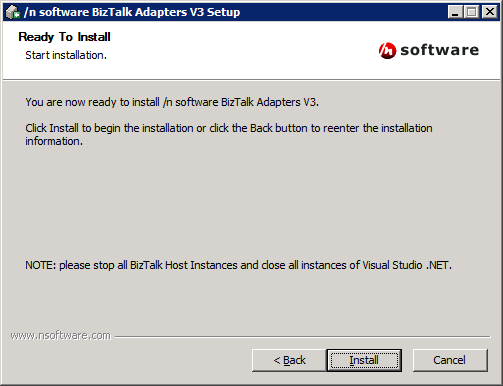 /n software BizTalk Adapters V3 Setup
Ready To Install
Start installation.
/n software
You are now ready to install /n software BizTalk Adapters V3.
Click Install to begin the installation or click the Back button to reenter the installation
information.
NOTE: please stop all BizTalk Host Instances and close all instances of Visual Studio .NET.
www.nsoftware.com
< Back
Install
Cancel